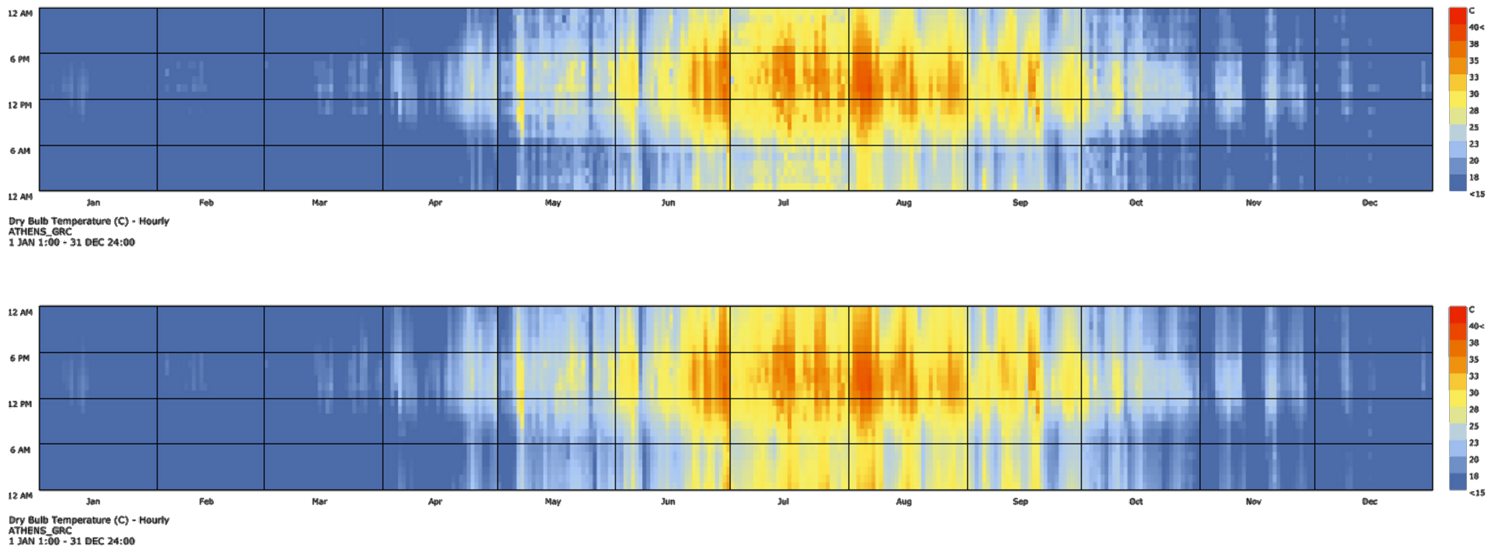 12 AM
6 PM
12 PM
6 AM
12 AM
Jan Feb Mar Apr May Jun Jul Aug Sep Oct Nov Dec
C
40<
38
35
33
30
28
25
23
20
18
<15
Dry Bulb Temperature (C) - Hourly
ATHENS_GRC
1 JAN 1:00 - 31 DEC 24:00
12 AM
6 PM
12 PM
6 AM
12 AM
Jan Feb Mar Apr May Jun Jul Aug Sep Oct Nov Dec
C
40<
38
35
33
30
28
25
23
20
18
<15
Dry Bulb Temperature (C) - Hourly
ATHENS_GRC
1 JAN 1:00 - 31 DEC 24:00